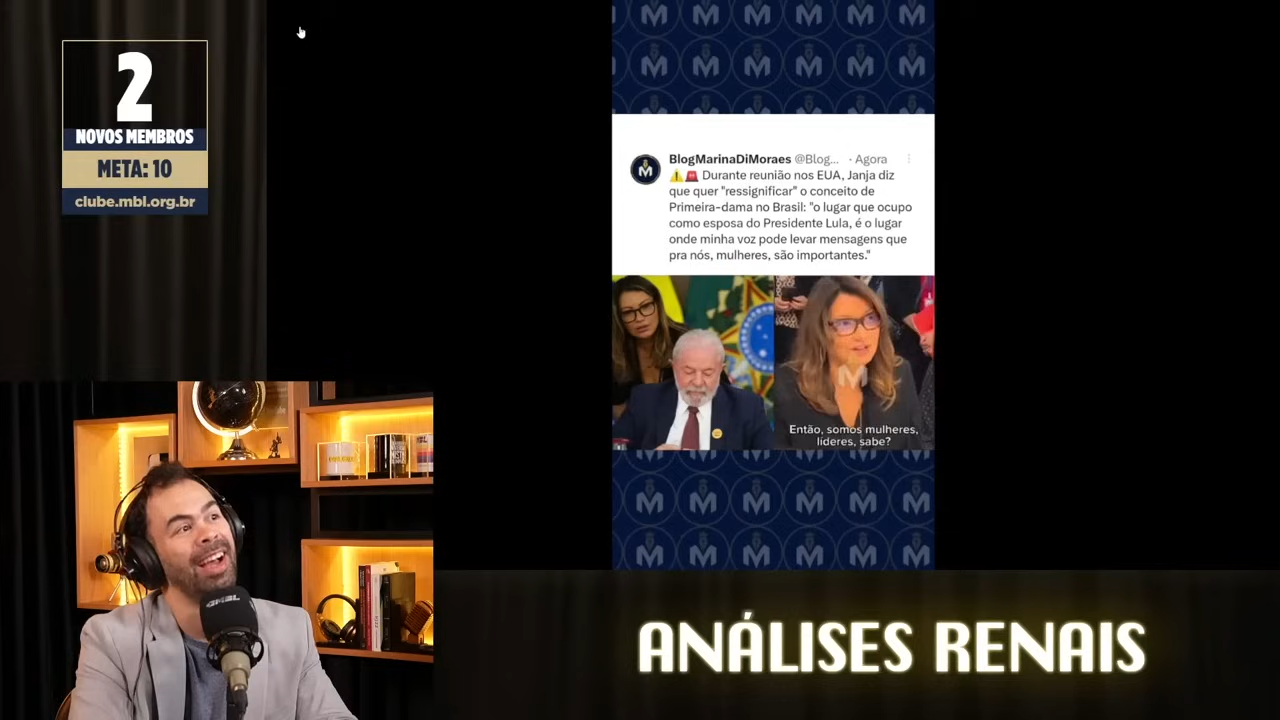 2
NOVOS MEMBROS
META: 10
clube.mbl.org.br
BlogMarinaDiMoraes @Blog... · Agora
⚠️🚨 Durante reunião nos EUA, Janja diz
que quer "ressignificar" o conceito de
Primeira-dama no Brasil: "o lugar que ocupo
como esposa do Presidente Lula, é o lugar
onde minha voz pode levar mensagens que
pra nós, mulheres, são importantes."
Então, somos mulheres,
líderes, sabe?
ANÁLISES RENAIS